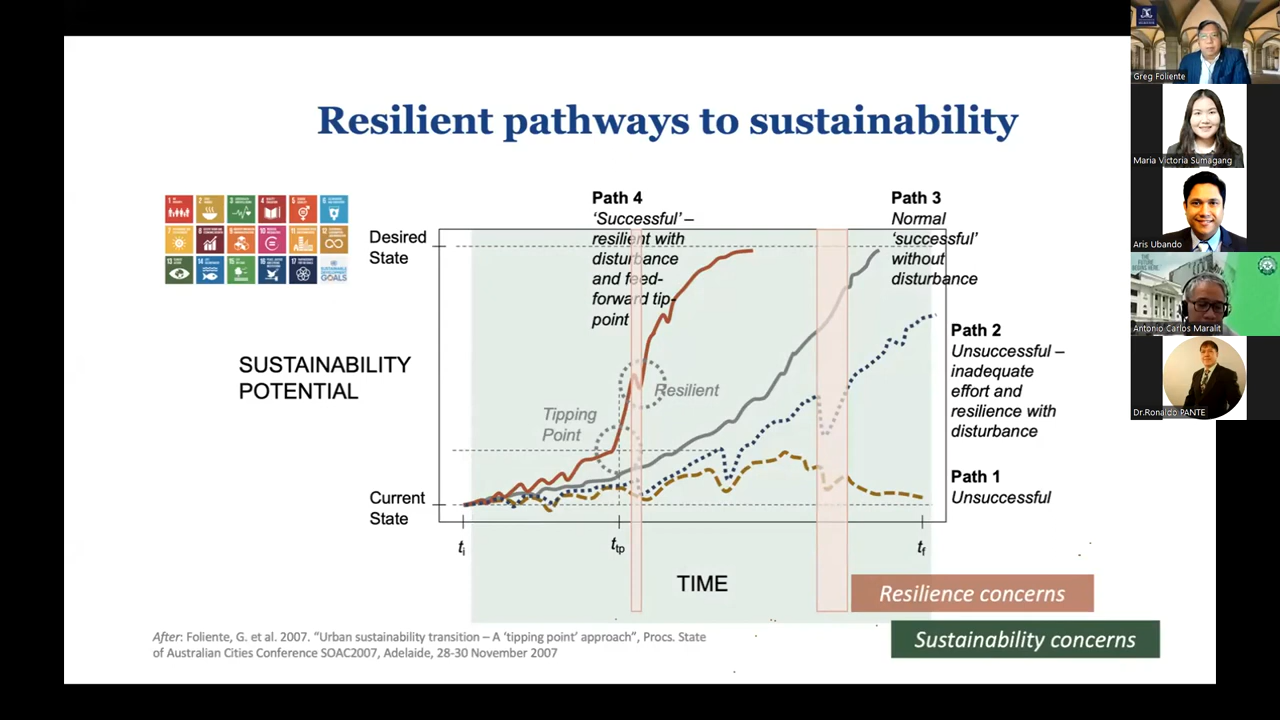 Resilient pathways to sustainability
Path 4
‘Successful’ –
resilient with
disturbance
and feed-
forward tip-
point
Path 3
Normal
‘successful’
without
disturbance
Desired
State
SUSTAINABILITY
POTENTIAL
Path 2
Unsuccessful –
inadequate
effort and
resilience with
disturbance
Resilient
Tipping
Point
Path 1
Unsuccessful
Current
State
ti
ttp
tf
TIME
Resilience concerns
Sustainability concerns
After: Foliente, G. et al. 2007. “Urban sustainability transition – A ‘tipping point’ approach”, Procs. State
of Australian Cities Conference SOAC2007, Adelaide, 28-30 November 2007
Greg Foliente
Maria Victoria Sumagang
Aris Ubando
Antonio Carlos Maralit
Dr.Ronaldo PANTE